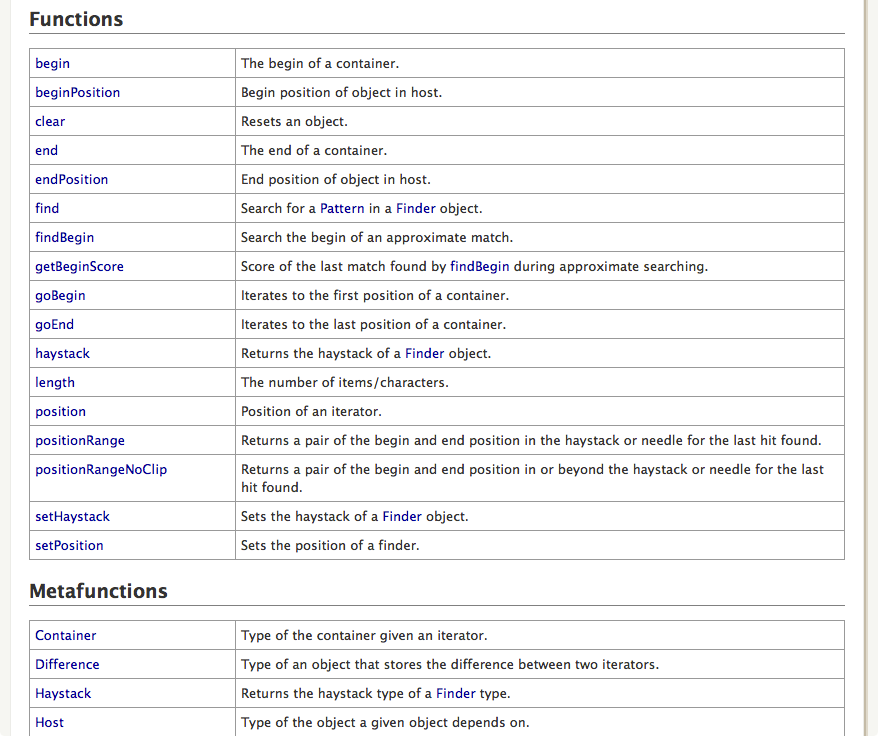 Functions
begin The begin of a container.
beginPosition Begin position of object in host.
clear Resets an object.
end The end of a container.
endPosition End position of object in host.
find Search for a Pattern in a Finder object.
findBegin Search the begin of an approximate match.
getBeginScore Score of the last match found by findBegin during approximate searching.
goBegin Iterates to the first position of a container.
goEnd Iterates to the last position of a container.
haystack Returns the haystack of a Finder object.
length The number of items/characters.
position Position of an iterator.
positionRange Returns a pair of the begin and end position in the haystack or needle for the last hit found.
positionRangeNoClip Returns a pair of the begin and end position in or beyond the haystack or needle for the last
hit found.
setHaystack Sets the haystack of a Finder object.
setPosition Sets the position of a finder.
Metafunctions
Container Type of the container given an iterator.
Difference Type of an object that stores the difference between two iterators.
Haystack Returns the haystack type of a Finder type.
Host Type of the object a given object depends on.